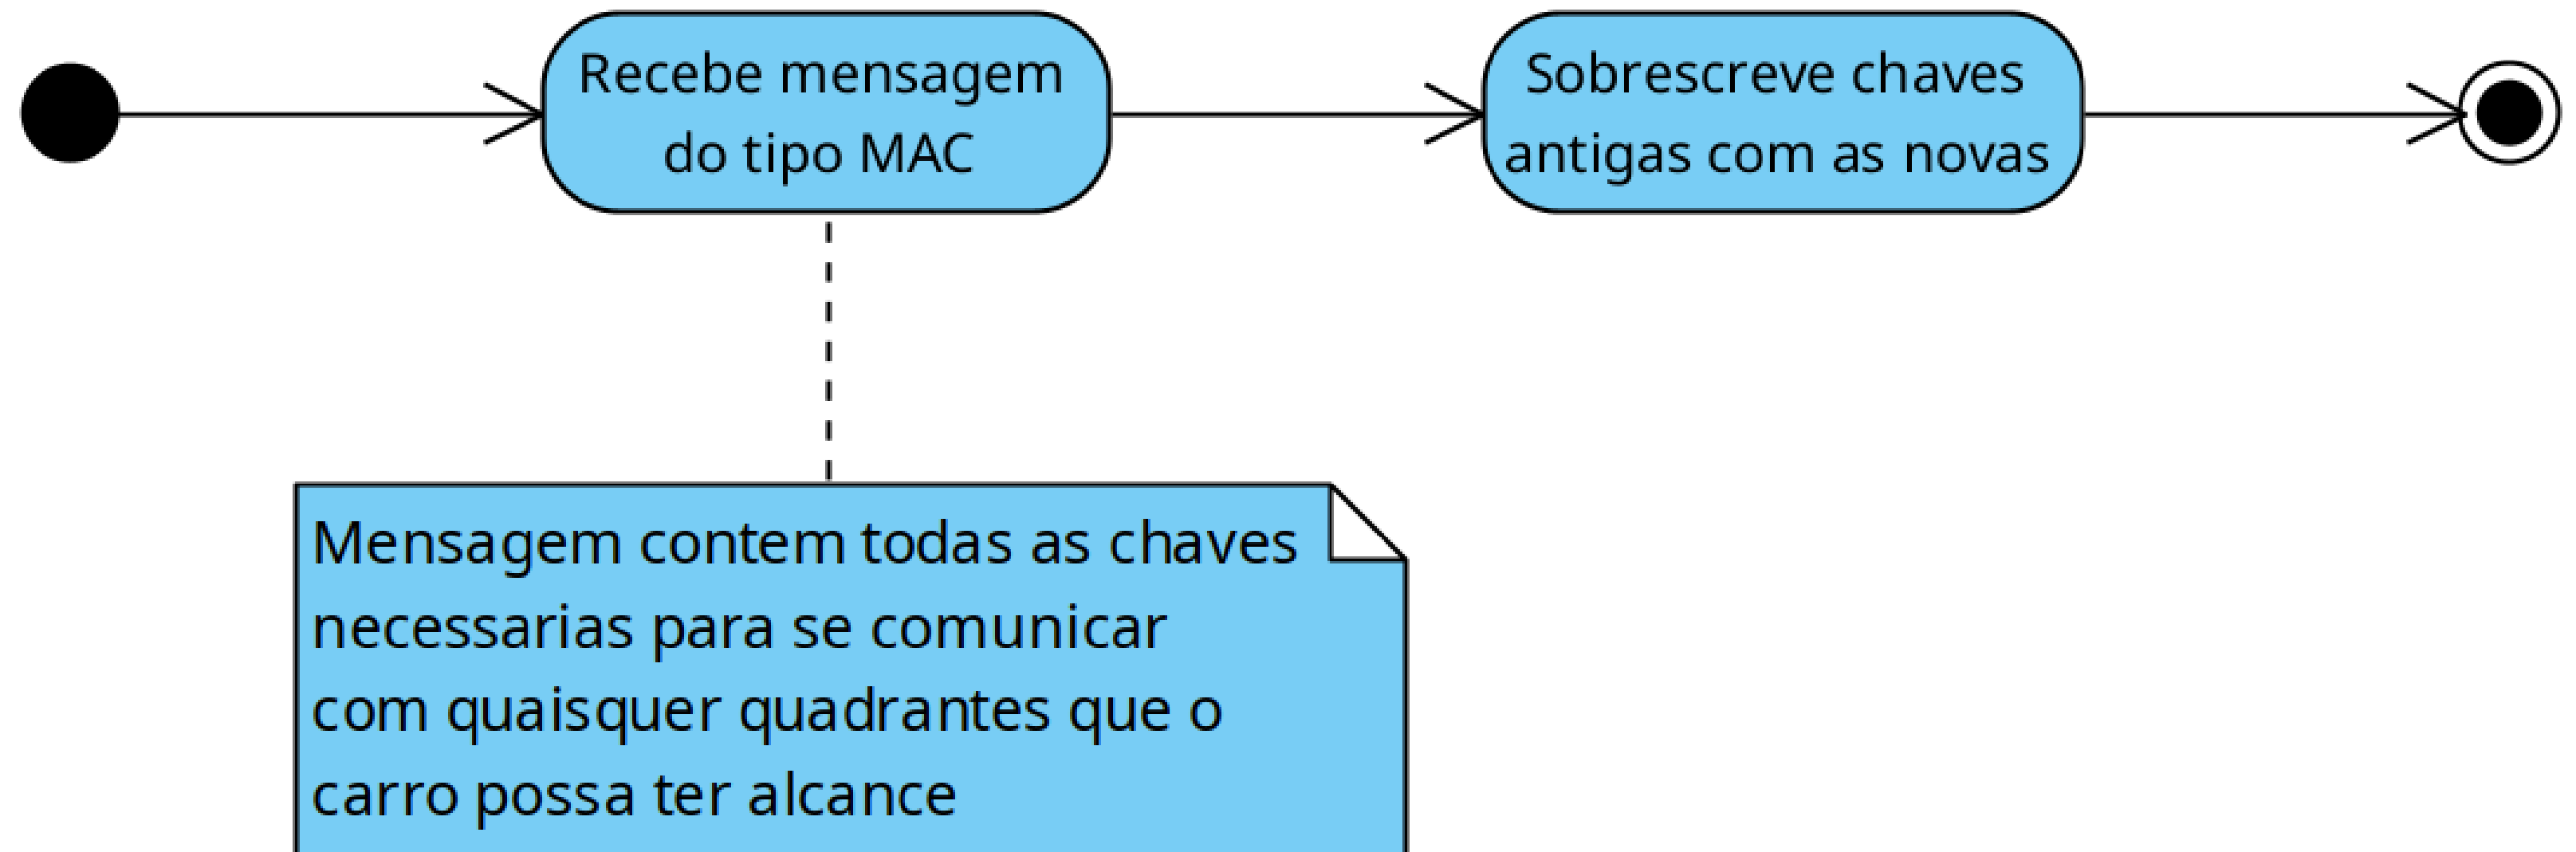 Recebe mensagem
do tipo MAC
Sobrescreve chaves
antigas com as novas
Mensagem contem todas as chaves
necessarias para se comunicar
com quaisquer quadrantes que o
carro possa ter alcance